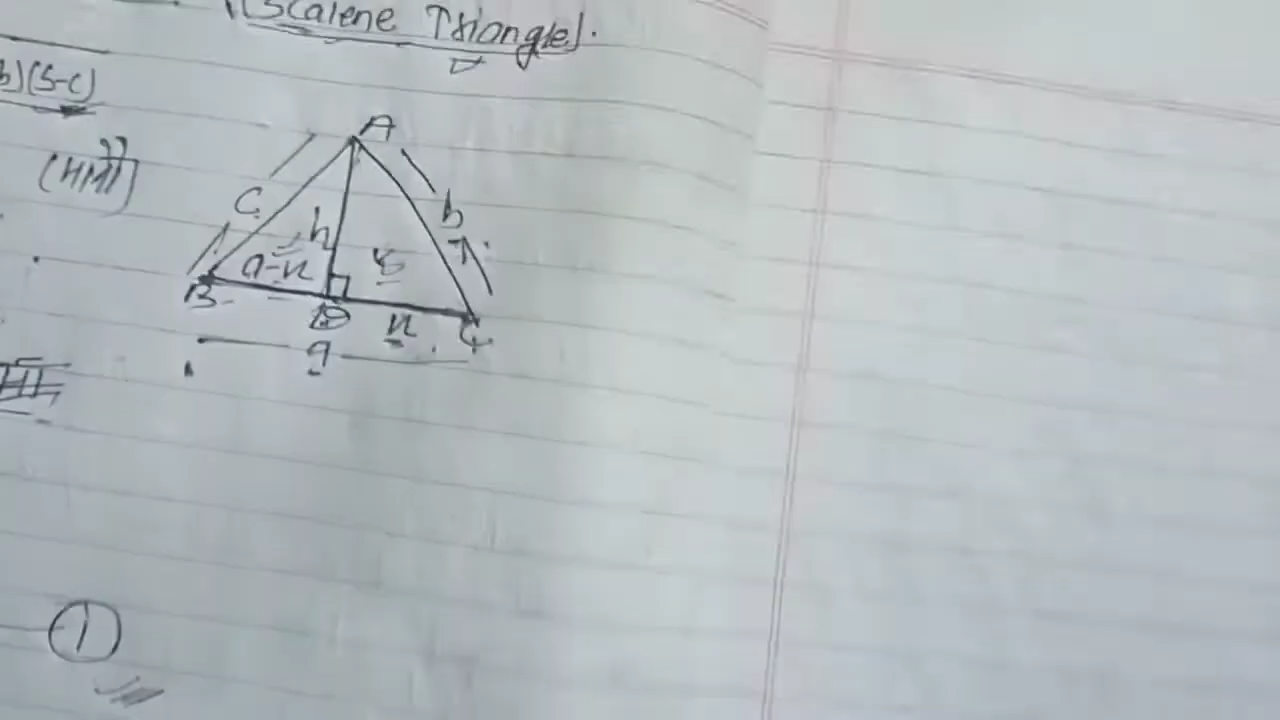 (Scalene Triangle).
b)(s-c)
A
c
b
h
a-x
B
D
x
C
a
1